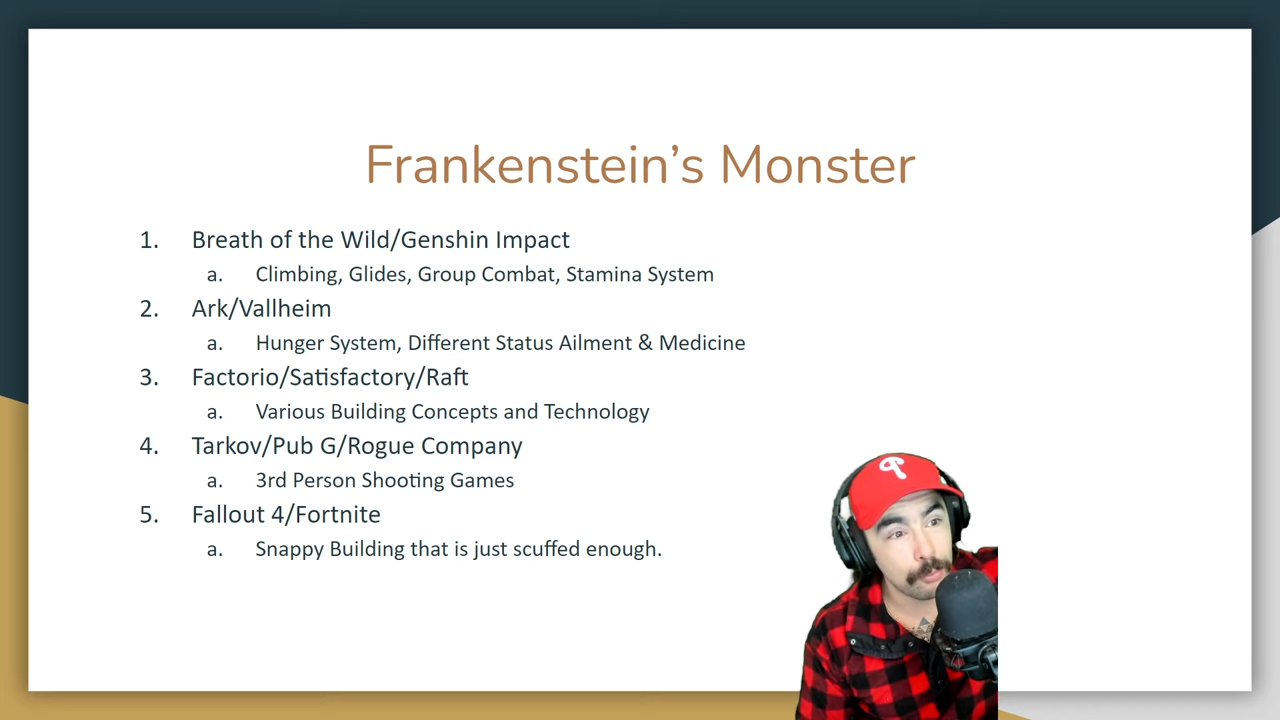 Frankenstein’s Monster
1. Breath of the Wild/Genshin Impact
a. Climbing, Glides, Group Combat, Stamina System
2. Ark/Vallheim
a. Hunger System, Different Status Ailment & Medicine
3. Factorio/Satisfactory/Raft
a. Various Building Concepts and Technology
4. Tarkov/Pub G/Rogue Company
a. 3rd Person Shooting Games
5. Fallout 4/Fortnite
a. Snappy Building that is just scuffed enough.
P